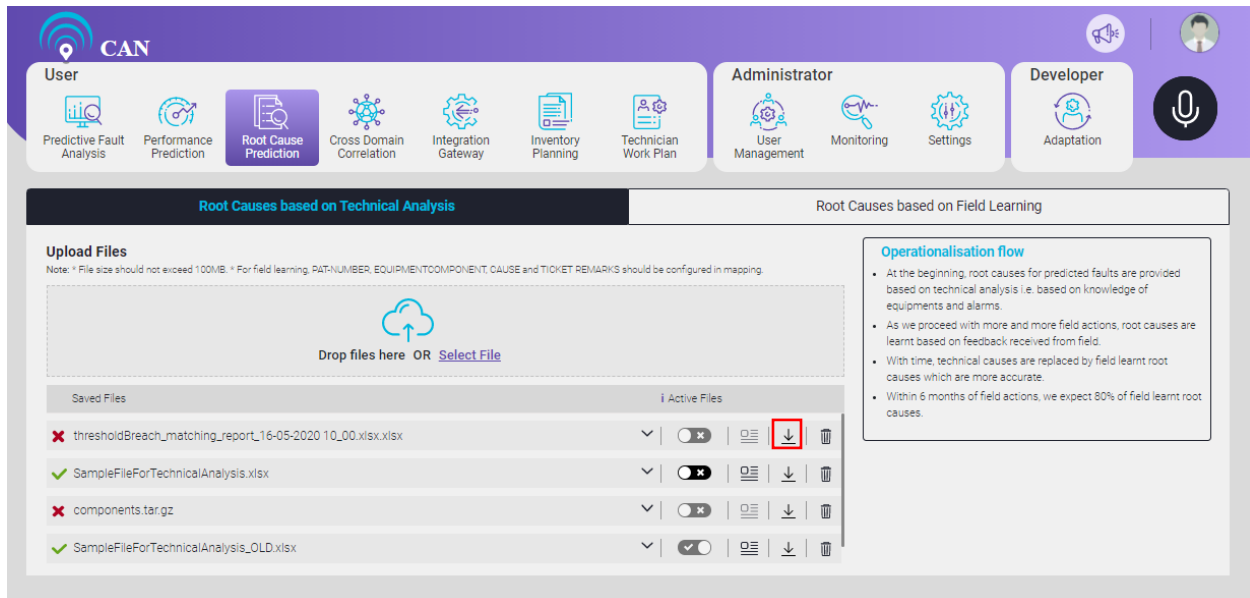 CAN
User
Administrator
Developer
Predictive Fault
Analysis
Performance
Prediction
Root Cause
Prediction
Cross Domain
Correlation
Integration
Gateway
Inventory
Planning
Technician
Work Plan
User
Management
Monitoring
Settings
Adaptation
Root Causes based on Technical Analysis
Root Causes based on Field Learning
Upload Files
Note: * File size should not exceed 100MB. * For field learning, PAT-NUMBER, EQUIPMENTCOMPONENT, CAUSE and TICKET REMARKS should be configured in mapping.
Drop files here OR Select File
Saved Files
i Active Files
thresholdBreach_matching_report_16-05-2020 10_00.xlsx.xlsx
SampleFileForTechnicalAnalysis.xlsx
components.tar.gz
SampleFileForTechnicalAnalysis_OLD.xlsx
Operationalisation flow
• At the beginning, root causes for predicted faults are provided
based on technical analysis i.e. based on knowledge of
equipments and alarms.
• As we proceed with more and more field actions, root causes are
learnt based on feedback received from field.
• With time, technical causes are replaced by field learnt root
causes which are more accurate.
• Within 6 months of field actions, we expect 80% of field learnt root
causes.